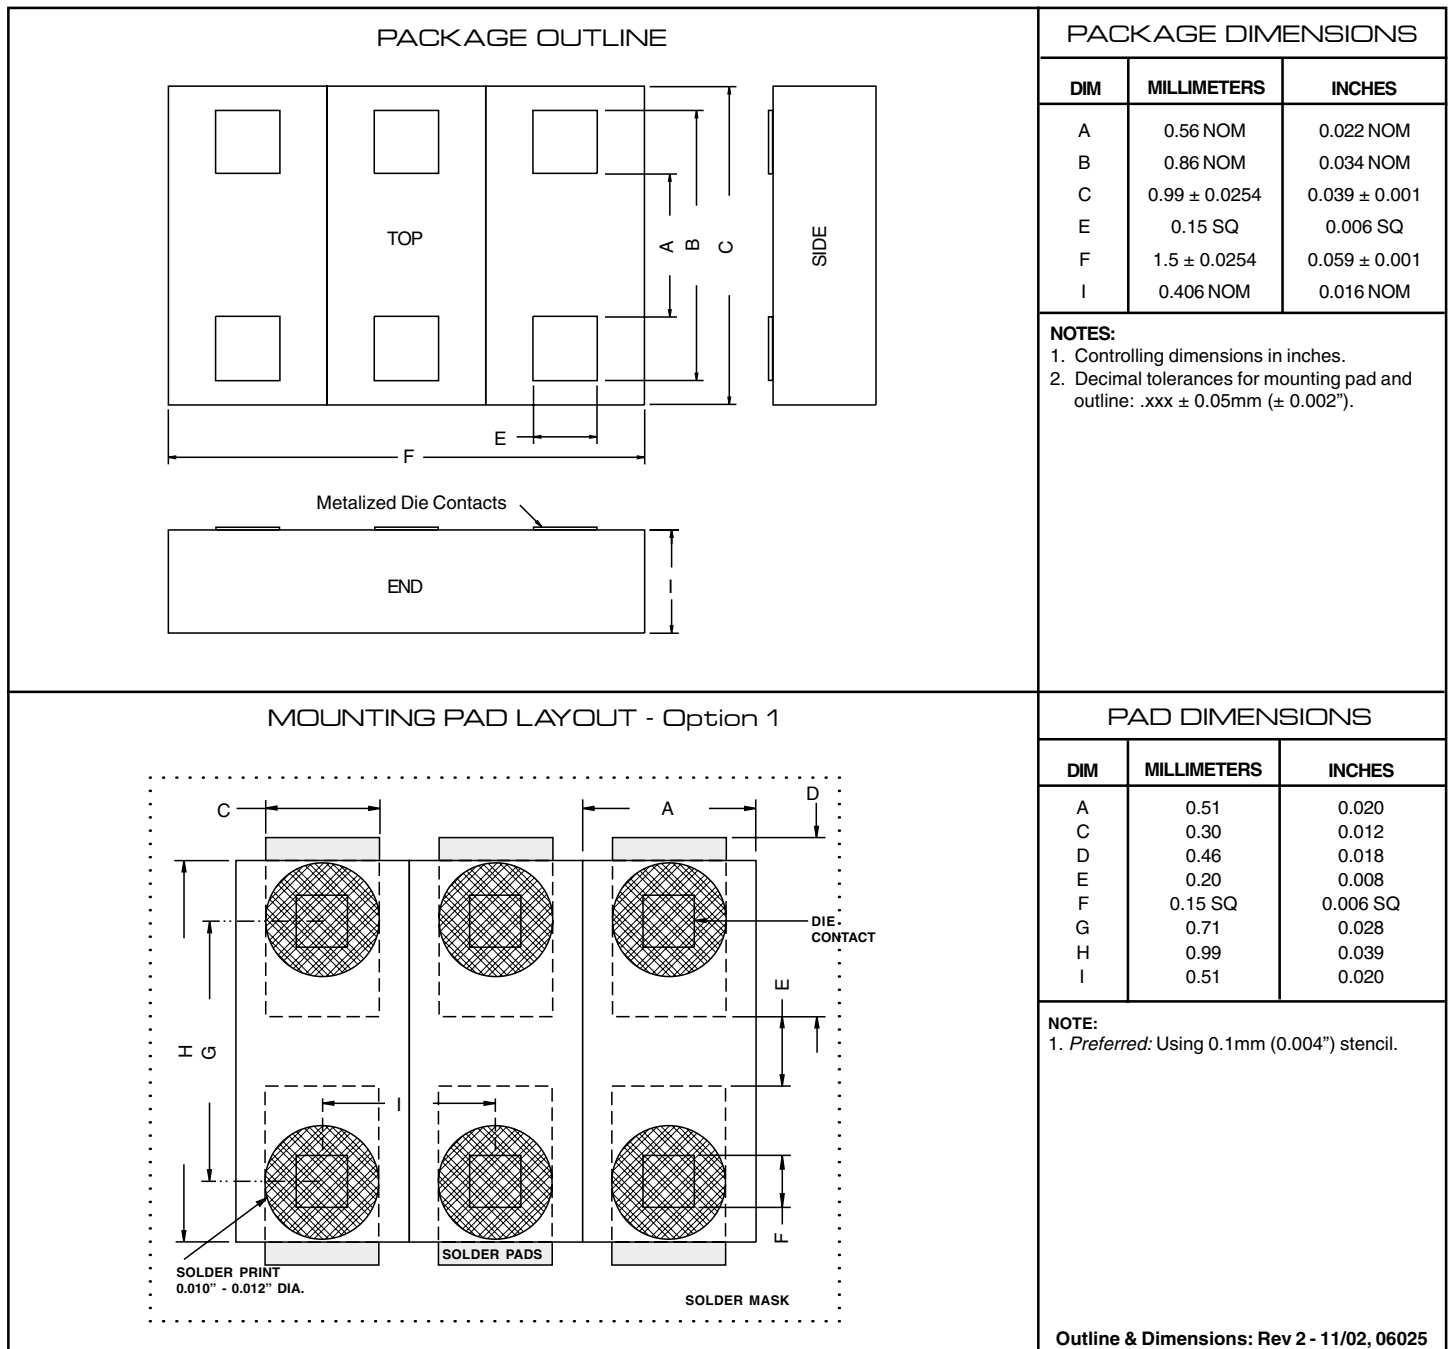 PACKAGE OUTLINE
TOP
A
B
C
SIDE
E
F
Metalized Die Contacts
END
I
PACKAGE DIMENSIONS
DIM MILLIMETERS INCHES
A 0.56 NOM 0.022 NOM
B 0.86 NOM 0.034 NOM
C 0.99 ± 0.0254 0.039 ± 0.001
E 0.15 SQ 0.006 SQ
F 1.5 ± 0.0254 0.059 ± 0.001
I 0.406 NOM 0.016 NOM
NOTES:
1. Controlling dimensions in inches.
2. Decimal tolerances for mounting pad and
outline: .xxx ± 0.05mm (± 0.002”).
MOUNTING PAD LAYOUT - Option 1
C
A
D
DIE
CONTACT
E
H
G
I
F
SOLDER PADS
SOLDER PRINT
0.010” - 0.012” DIA.
SOLDER MASK
PAD DIMENSIONS
DIM MILLIMETERS INCHES
A 0.51 0.020
C 0.30 0.012
D 0.46 0.018
E 0.20 0.008
F 0.15 SQ 0.006 SQ
G 0.71 0.028
H 0.99 0.039
I 0.51 0.020
NOTE:
1. Preferred: Using 0.1mm (0.004”) stencil.
Outline & Dimensions: Rev 2 - 11/02, 06025